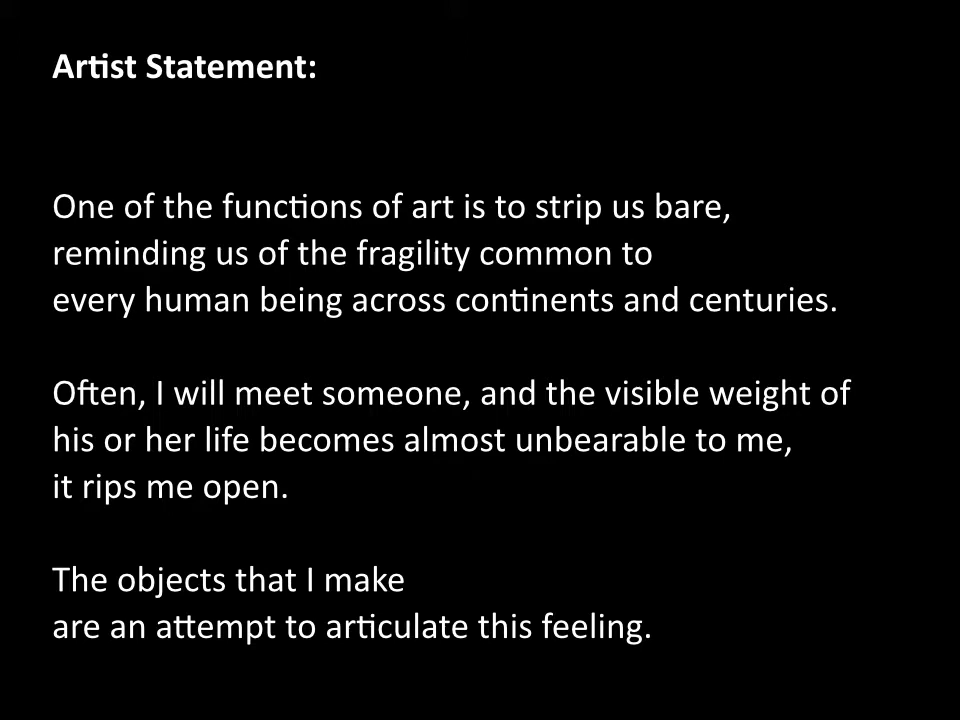 Artist Statement:
One of the functions of art is to strip us bare,
reminding us of the fragility common to
every human being across continents and centuries.
Often, I will meet someone, and the visible weight of
his or her life becomes almost unbearable to me,
it rips me open.
The objects that I make
are an attempt to articulate this feeling.